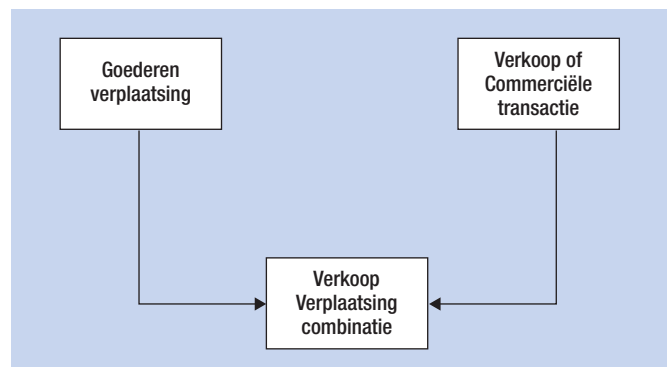 Goederen
verplaatsing
Verkoop of
Commerciële
transactie
Verkoop
Verplaatsing
combinatie